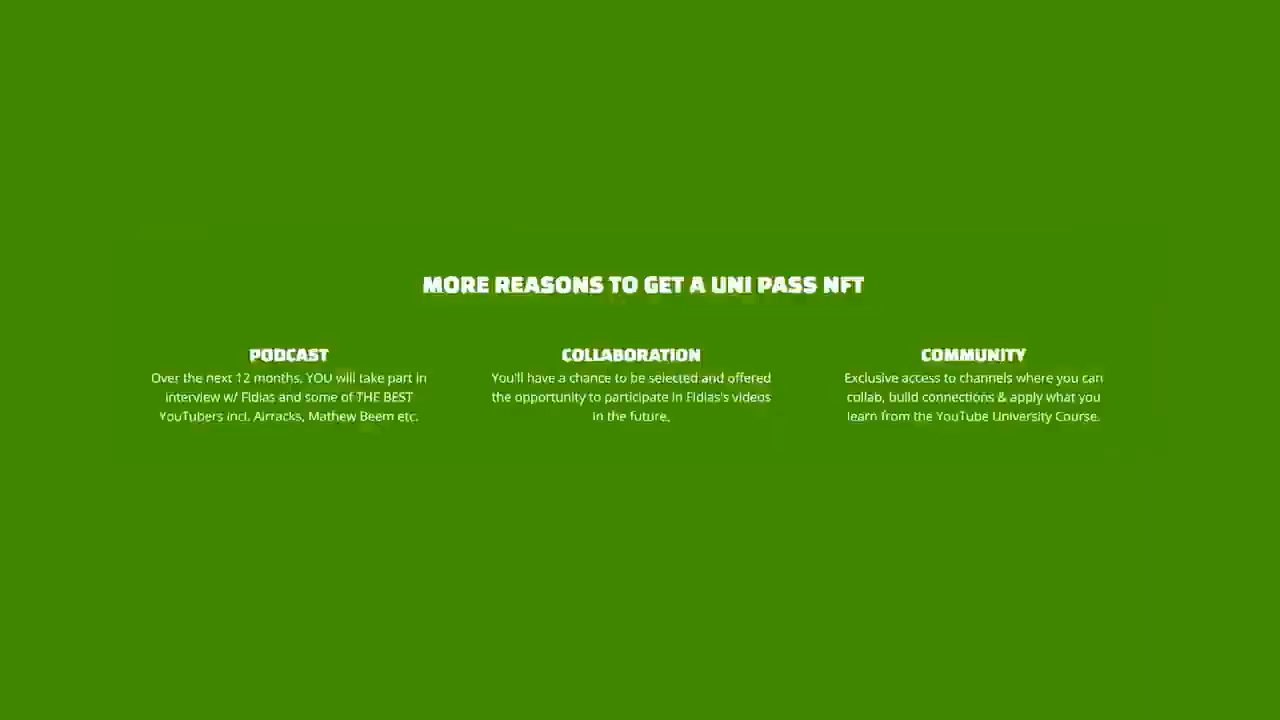 MORE REASONS TO GET A UNI PASS NFT
PODCAST
Over the next 12 months, YOU will take part in
interview w/ Fidias and some of THE BEST
YouTubers incl. Airracks, Mathew Beem etc.
COLLABORATION
You'll have a chance to be selected and offered
the opportunity to participate in Fidias's videos
in the future.
COMMUNITY
Exclusive access to channels where you can
collab, build connections & apply what you
learn from the YouTube University Course.